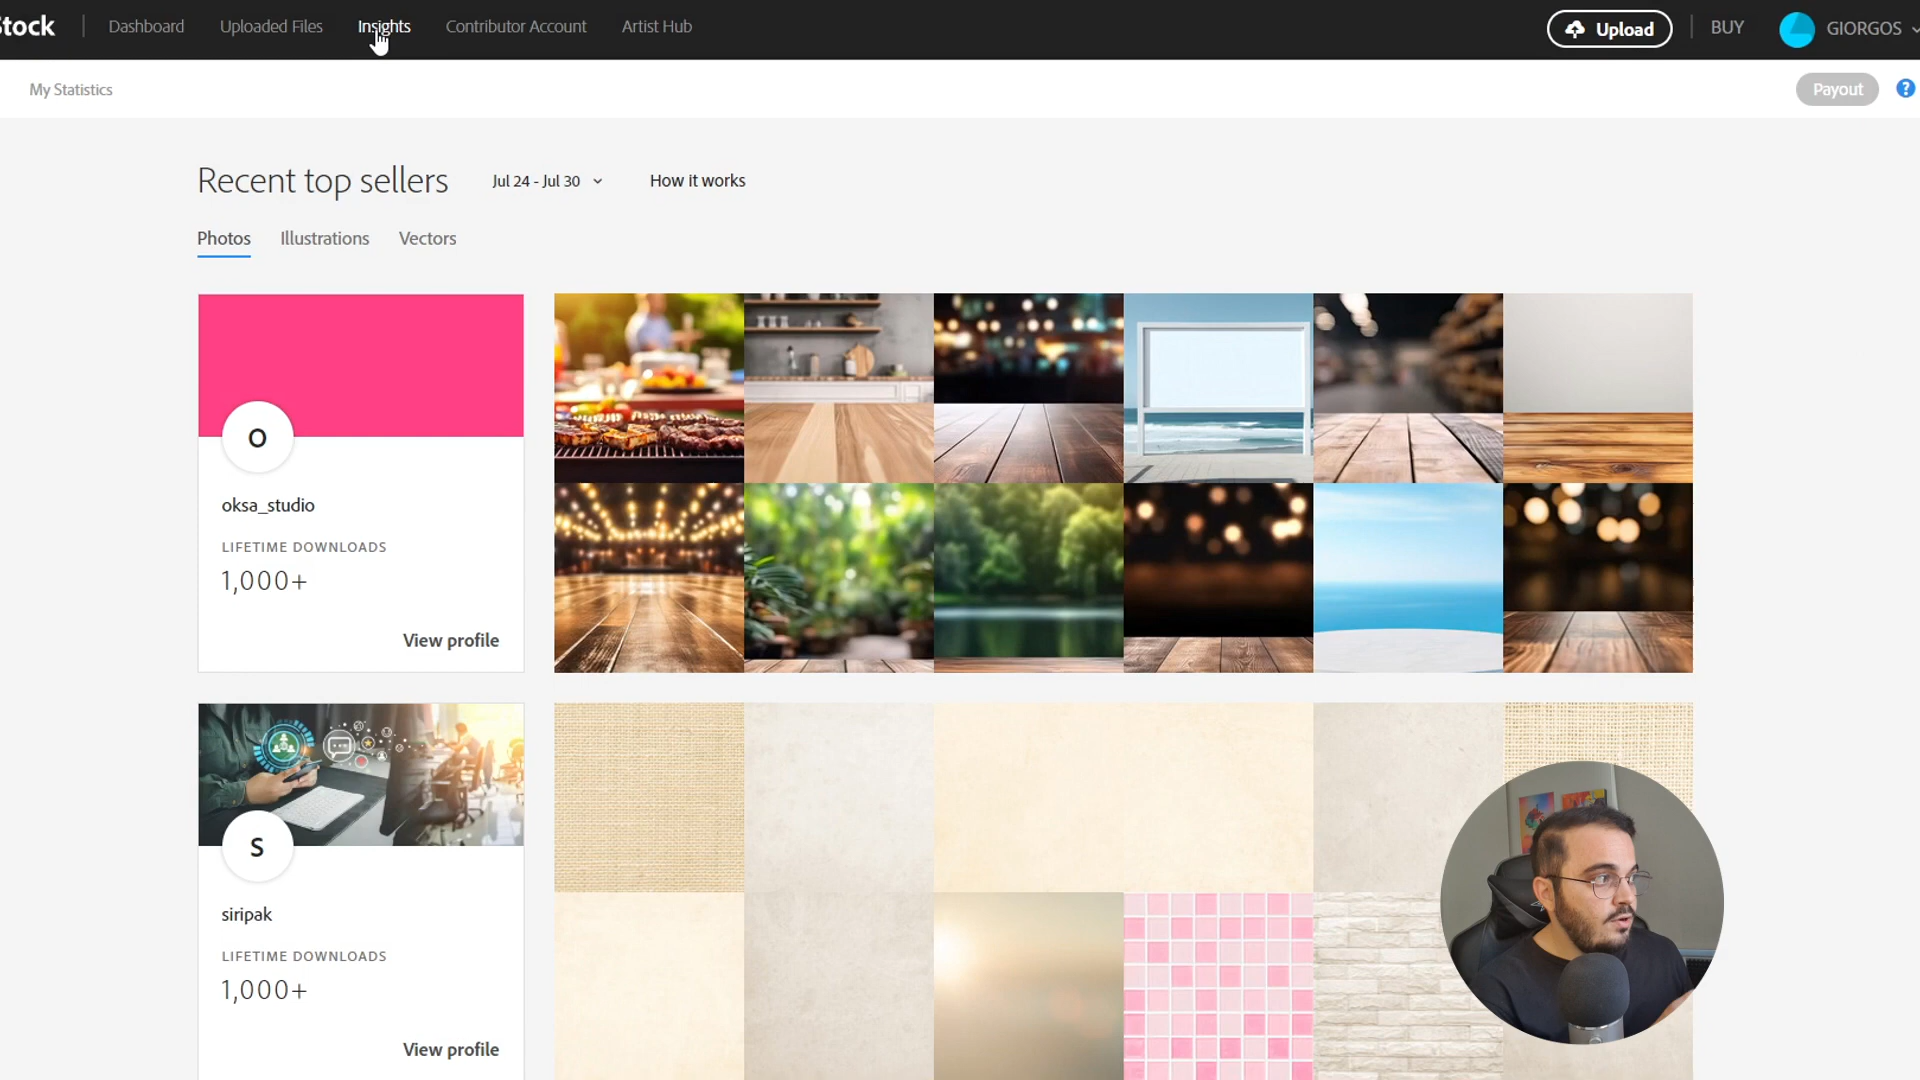 Stock
Dashboard
Uploaded Files
Insights
Contributor Account
Artist Hub
Upload
BUY
GIORGOS
My Statistics
Payout
?
Recent top sellers
Jul 24 - Jul 30
How it works
Photos
Illustrations
Vectors
O
oksa_studio
LIFETIME DOWNLOADS
1,000+
View profile
S
siripak
LIFETIME DOWNLOADS
1,000+
View profile